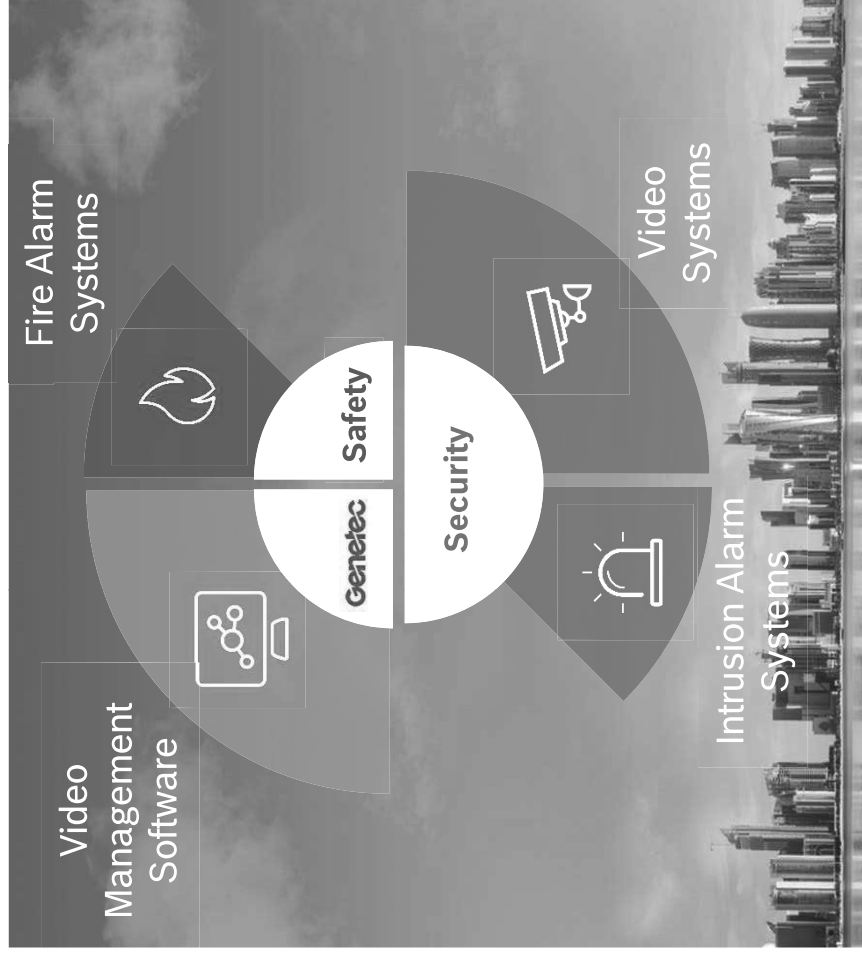 Video
Management
Software
Fire Alarm
Systems
Genetec
Safety
Security
Intrusion Alarm
Systems
Video
Systems